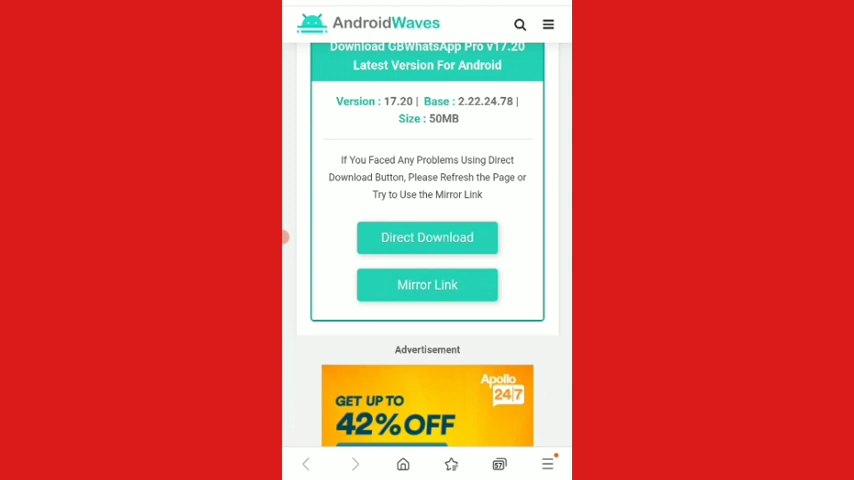 AndroidWaves
Download GBWhatsApp Pro v17.20
Latest Version For Android
Version : 17.20 | Base : 2.22.24.78 |
Size : 50MB
If You Faced Any Problems Using Direct
Download Button, Please Refresh the Page or
Try to Use the Mirror Link
Direct Download
Mirror Link
Advertisement
Apollo
24|7
GET UP TO
42% OFF
57